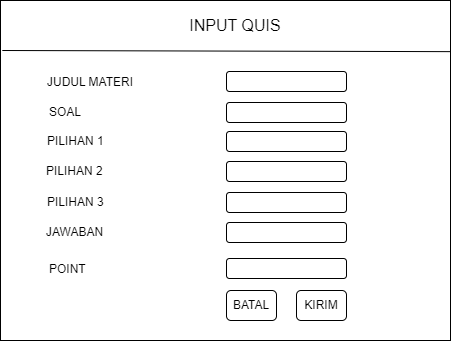 INPUT QUIS
JUDUL MATERI
SOAL
PILIHAN 1
PILIHAN 2
PILIHAN 3
JAWABAN
POINT
BATAL KIRIM